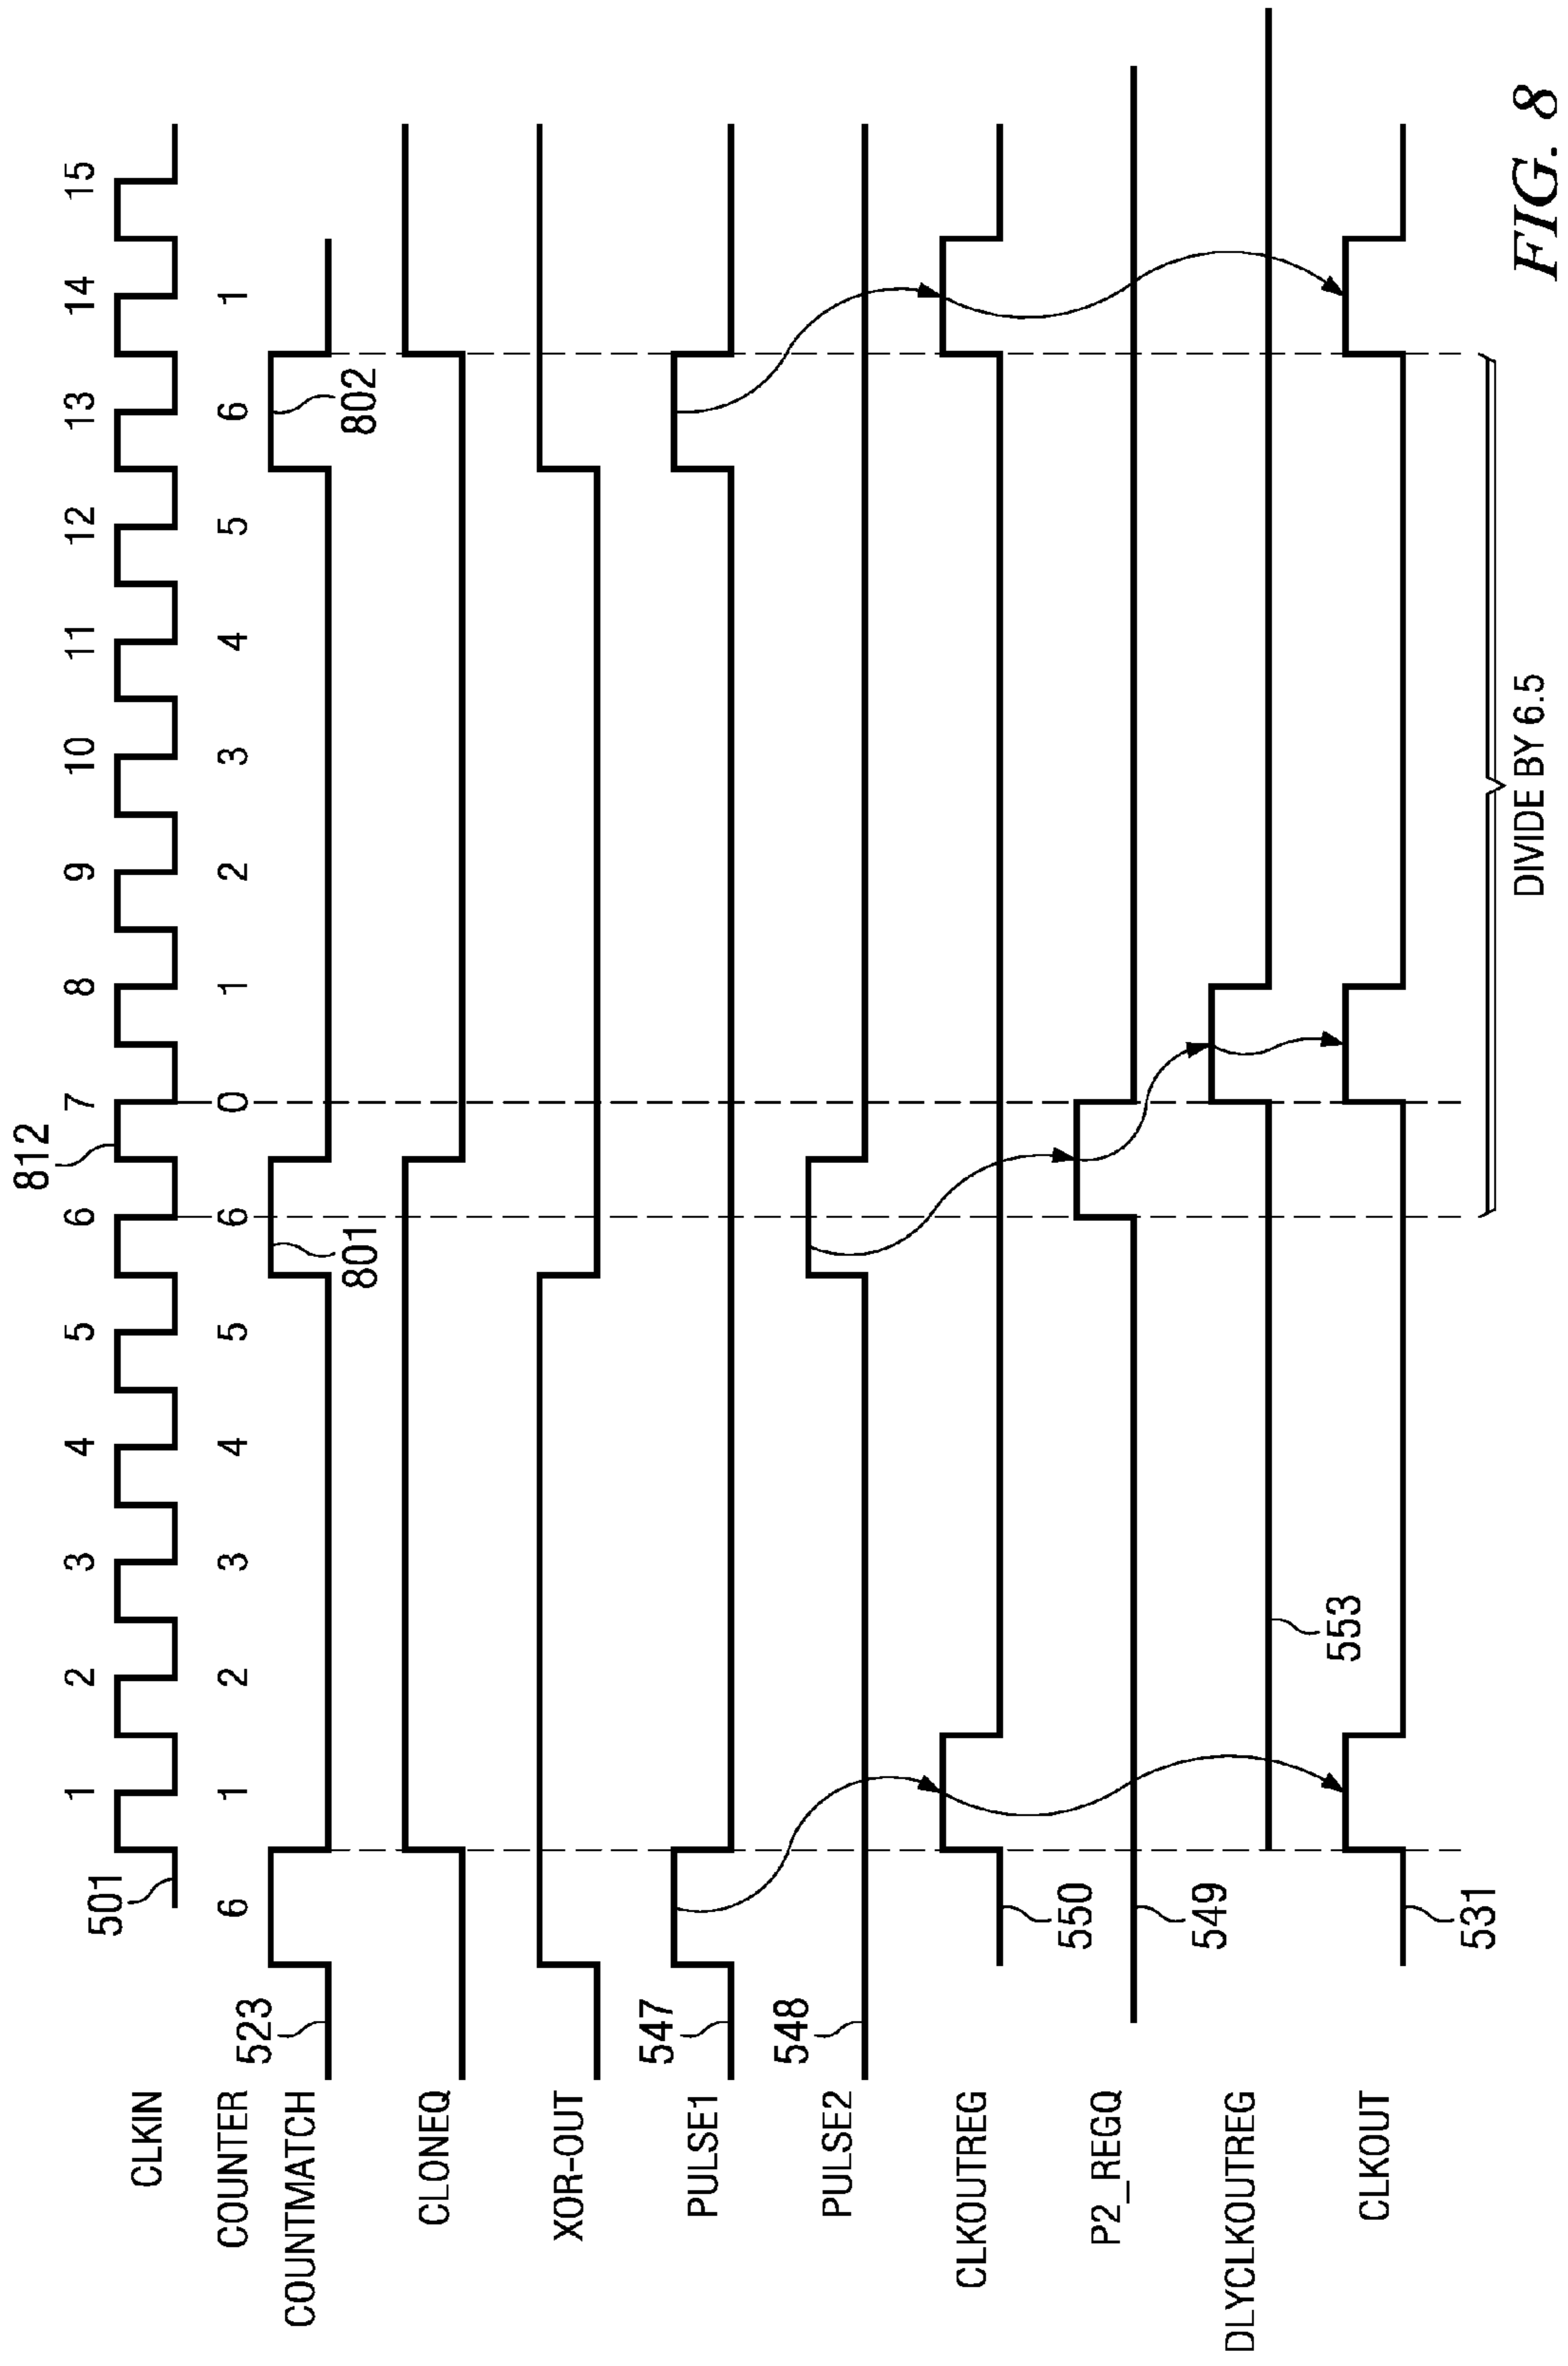 812
501
CLKIN 1 2 3 4 5 6 7 8 9 10 11 12 13 14 15
COUNTER 6 1 2 3 4 5 6 0 1 2 3 4 5 6 1
COUNTMATCH 523 801 802
CLONEQ
XOR-OUT
PULSE1 547
PULSE2 548
CLKOUTREG 550
P2_REGQ 549
DLYCLKOUTREG 553
CLKOUT 531
DIVIDE BY 6.5
FIG. 8